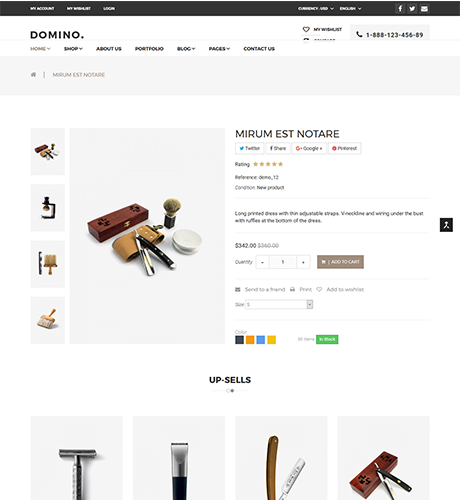 MY ACCOUNT MY WISHLIST LOGIN CURRENCY : USD ENGLISH
DOMINO. MY WISHLIST 1-888-123-456-89
HOME SHOP ABOUT US PORTFOLIO BLOG PAGES CONTACT US
MIRUM EST NOTARE
MIRUM EST NOTARE
Twitter Share Google + Pinterest
Rating
Reference: demo_12
Condition: New product
Long printed dress with thin adjustable straps. V-neckline and wiring under the bust
with ruffles at the bottom of the dress.
$342.00 $360.00
Quantity - 1 + ADD TO CART
Send to a friend Print Add to wishlist
Size S
Color
Items In Stock
UP-SELLS